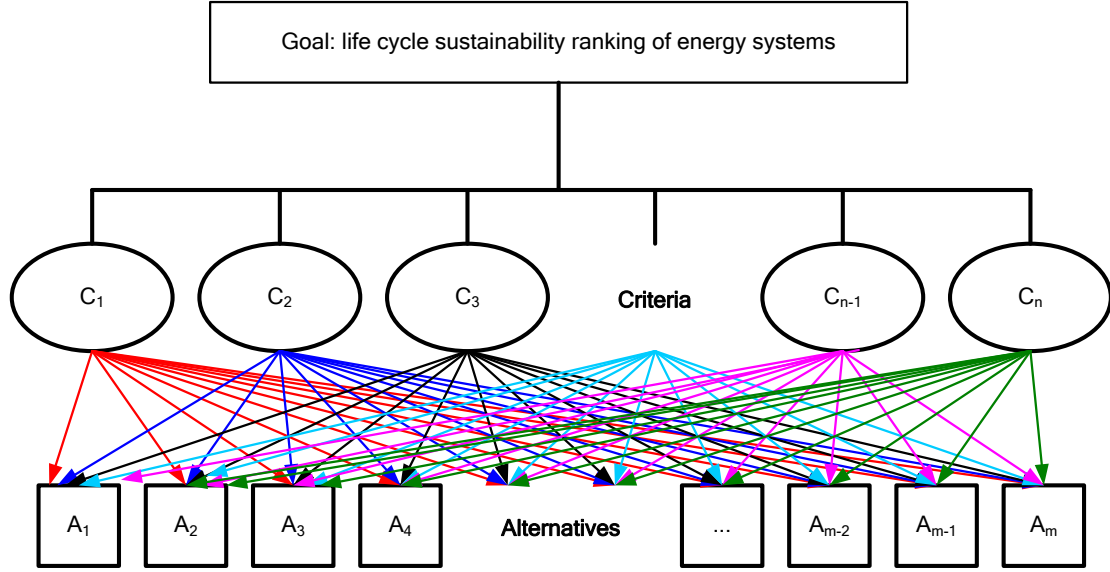 Goal: life cycle sustainability ranking of energy systems
C₁ C₂ C₃ Criteria Cₙ₋₁ Cₙ
A₁ A₂ A₃ A₄ Alternatives ... Aₘ₋₂ Aₘ₋₁ Aₘ